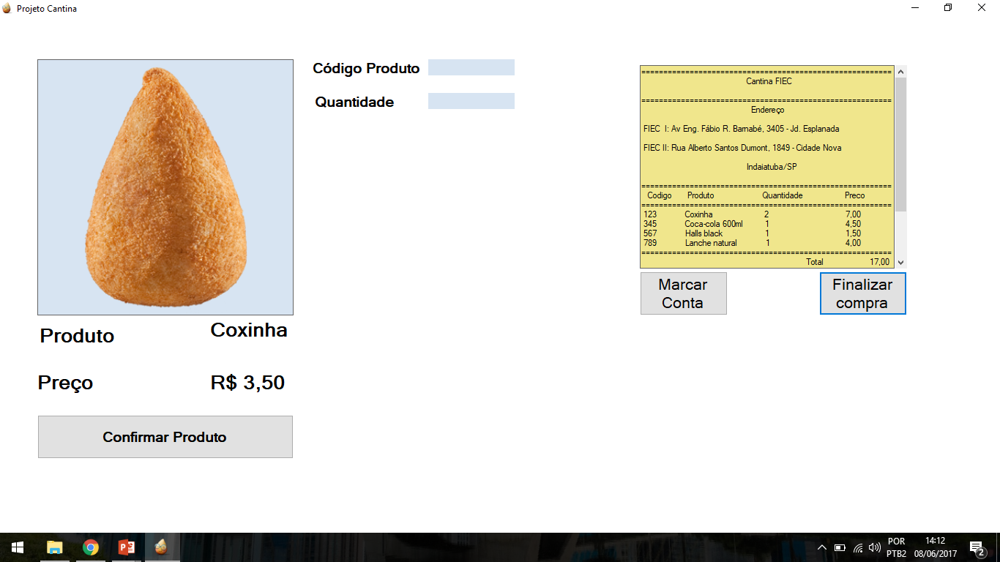 Projeto Cantina
Código Produto
Quantidade
Produto
Coxinha
Preço
R$ 3,50
Confirmar Produto
==========================================================
Cantina FIEC
==========================================================
Endereço
FIEC I: Av Eng. Fábio R. Barnabé, 3405 - Jd. Esplanada
FIEC II: Rua Alberto Santos Dumont, 1849 - Cidade Nova
Indaiatuba/SP
==========================================================
Codigo Produto Quantidade Preco
==========================================================
123 Coxinha 2 7,00
345 Coca-cola 600ml 1 4,50
567 Halls black 1 1,50
789 Lanche natural 1 4,00
==========================================================
Total 17,00
Marcar
Conta
Finalizar
compra
POR
PTB2
14:12
08/06/2017
2